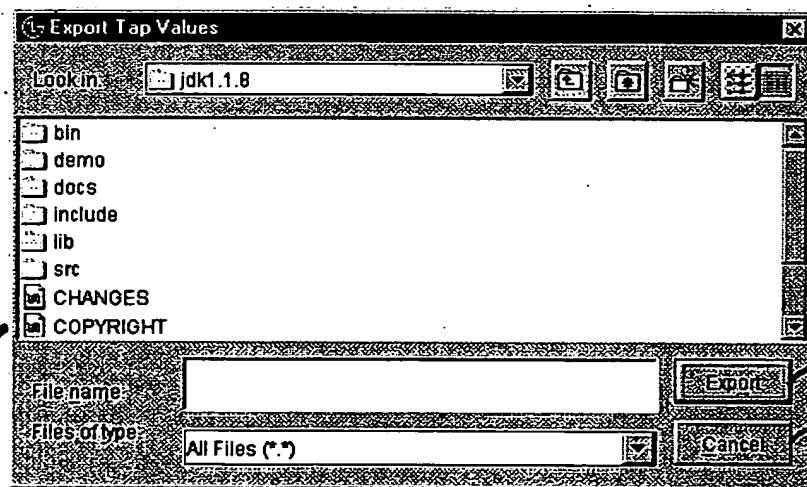 Export Tap Values
Look in:
jdk1.1.8
bin
demo
docs
include
lib
src
CHANGES
COPYRIGHT
File name:
Export
Files of type:
All Files (*.*)
Cancel